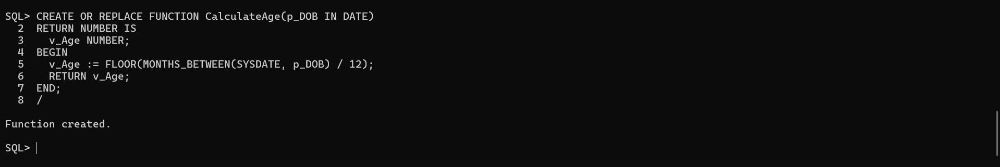 SQL> CREATE OR REPLACE FUNCTION CalculateAge(p_DOB IN DATE)
  2  RETURN NUMBER IS
  3    v_Age NUMBER;
  4  BEGIN
  5    v_Age := FLOOR(MONTHS_BETWEEN(SYSDATE, p_DOB) / 12);
  6    RETURN v_Age;
  7  END;
  8  /
Function created.
SQL>